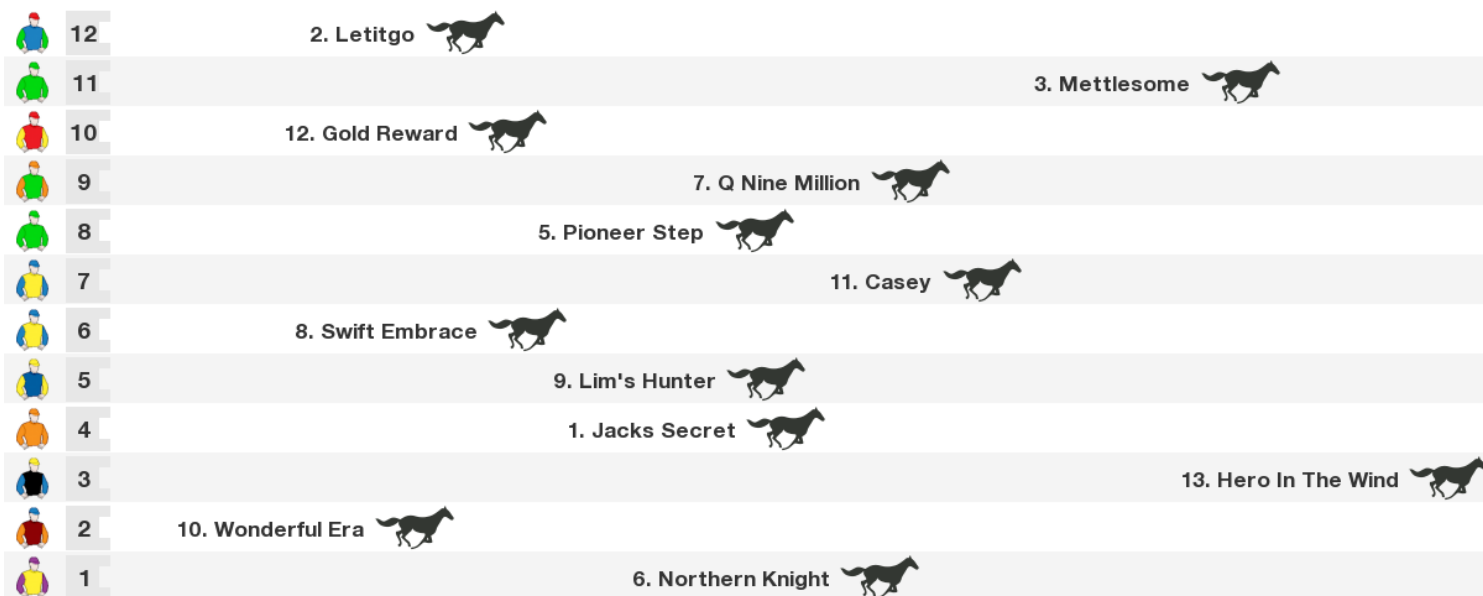 12 2. Letitgo
11 3. Mettlesome
10 12. Gold Reward
9 7. Q Nine Million
8 5. Pioneer Step
7 11. Casey
6 8. Swift Embrace
5 9. Lim's Hunter
4 1. Jacks Secret
3 13. Hero In The Wind
2 10. Wonderful Era
1 6. Northern Knight